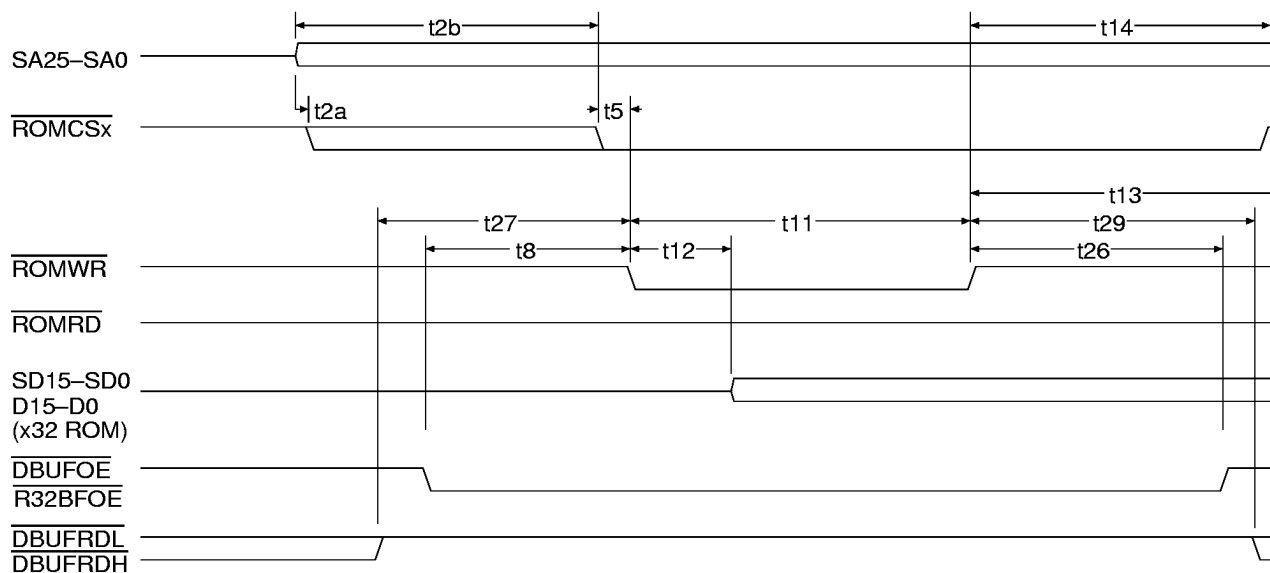 t2b
t14
SA25–SA0
t2a
t5
ROMCSx
t13
t27
t11
t29
t8
t12
t26
ROMWR
ROMRD
SD15–SD0
D15–D0
(x32 ROM)
DBUFOE
R32BFOE
DBUFRDL
DBUFRDH